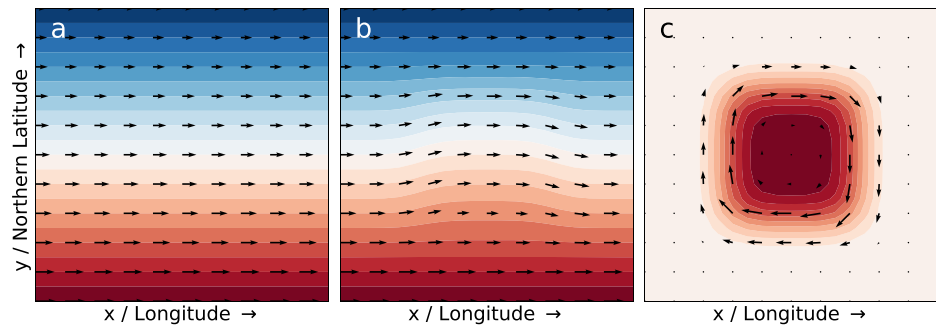 a
b
c
y / Northern Latitude →
x / Longitude →
x / Longitude →
x / Longitude →